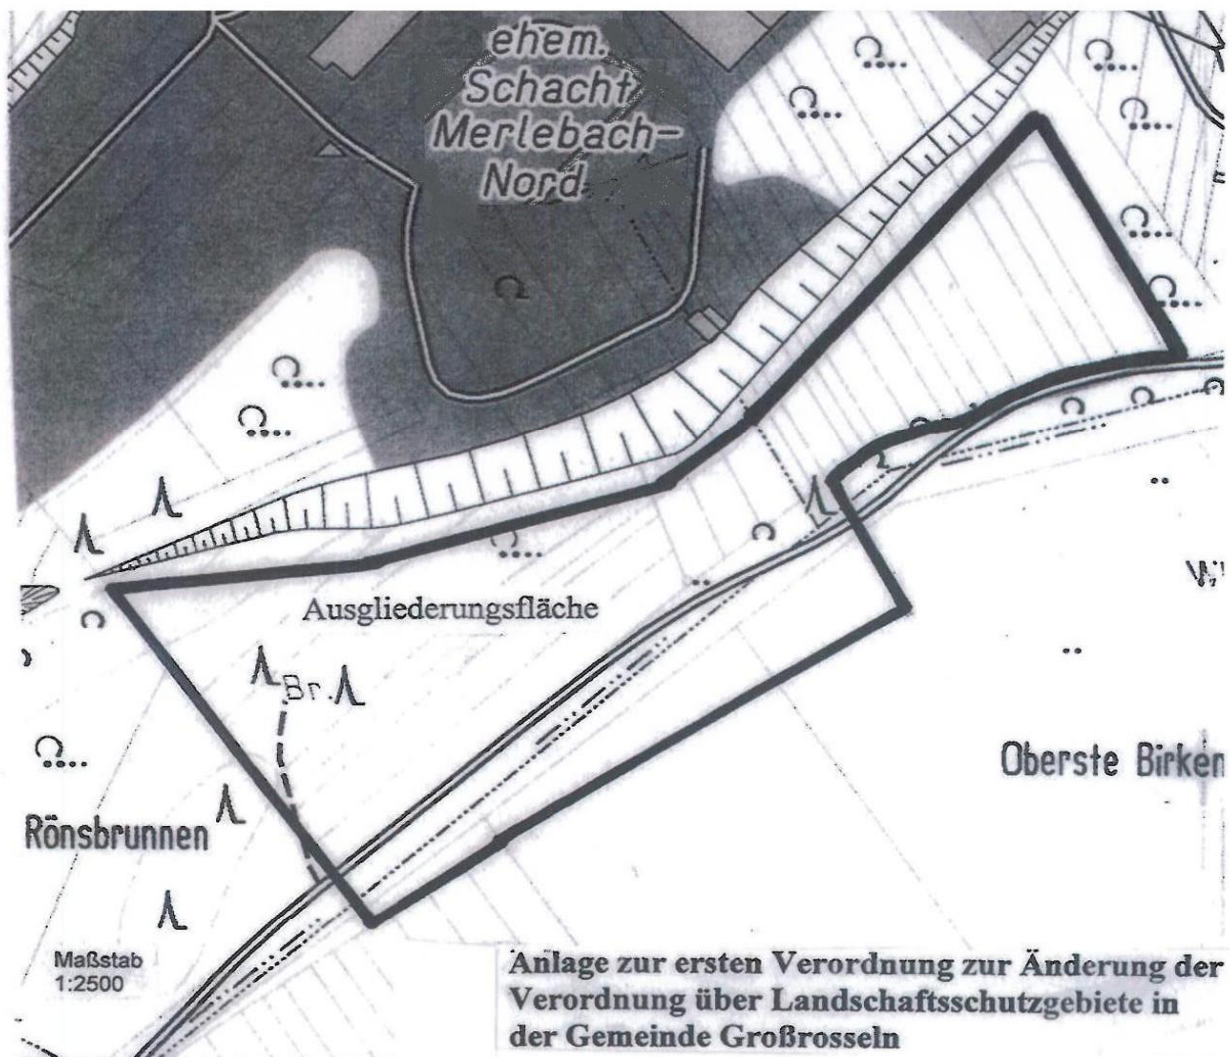 ehem.
Schacht
Merlebach-
Nord
Ausgliederungsfläche
Br.
Oberste Birken
Rönsbrunnen
Maßstab
1:2500
Anlage zur ersten Verordnung zur Änderung der
Verordnung über Landschaftsschutzgebiete in
der Gemeinde Großrosseln